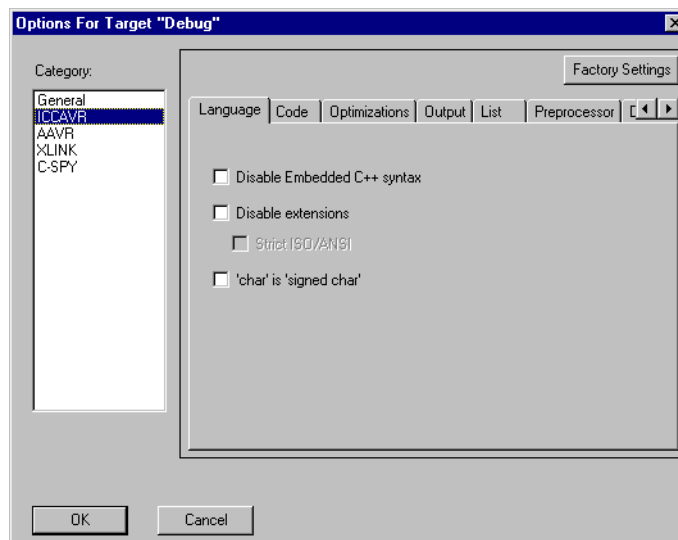 Options For Target "Debug"
Category:
General
ICCAVR
AAVR
XLINK
C-SPY
Factory Settings
Language Code Optimizations Output List Preprocessor
Disable Embedded C++ syntax
Disable extensions
Strict ISO/ANSI
'char' is 'signed char'
OK Cancel